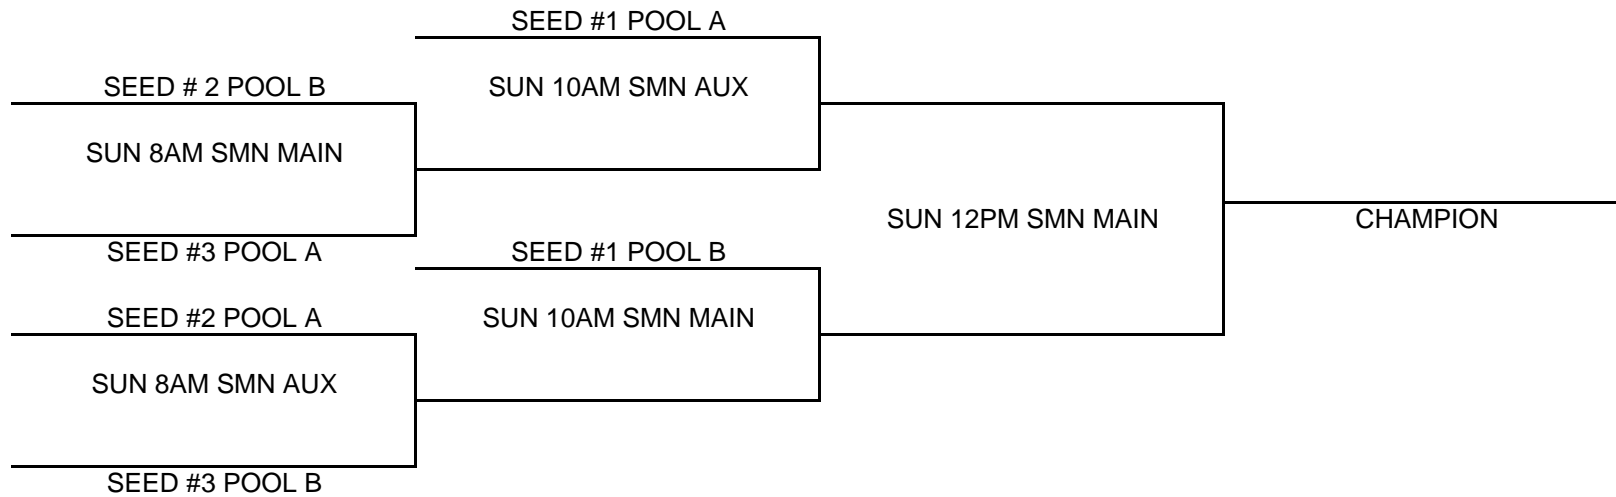 SEED #1 POOL A
SEED # 2 POOL B
SUN 10AM SMN AUX
SUN 8AM SMN MAIN
SUN 12PM SMN MAIN
CHAMPION
SEED #3 POOL A
SEED #1 POOL B
SEED #2 POOL A
SUN 10AM SMN MAIN
SUN 8AM SMN AUX
SEED #3 POOL B